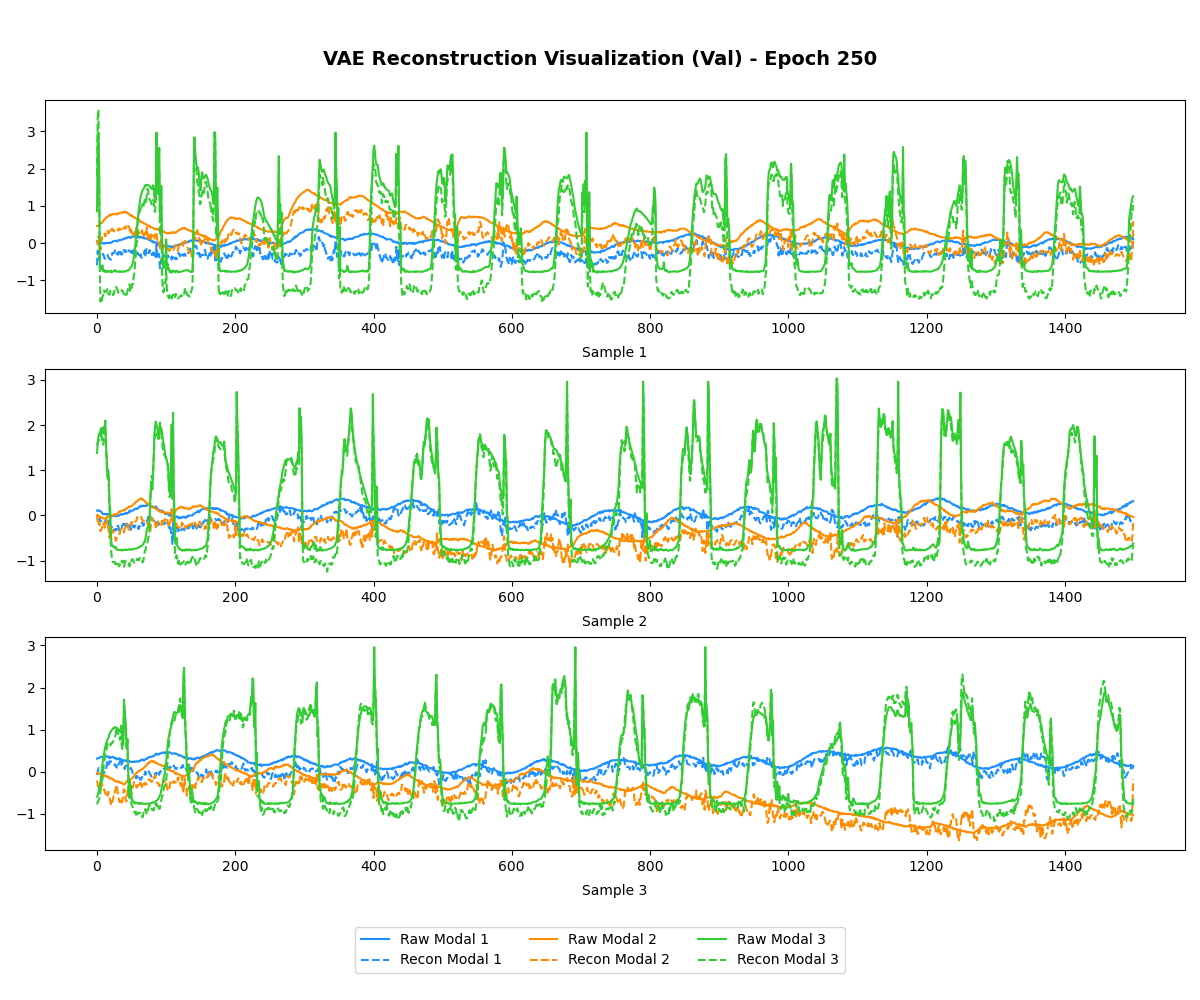 VAE Reconstruction Visualization (Val) - Epoch 250
3
2
1
0
−1
0 200 400 600 800 1000 1200 1400
Sample 1
3
2
1
0
−1
0 200 400 600 800 1000 1200 1400
Sample 2
3
2
1
0
−1
0 200 400 600 800 1000 1200 1400
Sample 3
Raw Modal 1 Raw Modal 2 Raw Modal 3
Recon Modal 1 Recon Modal 2 Recon Modal 3